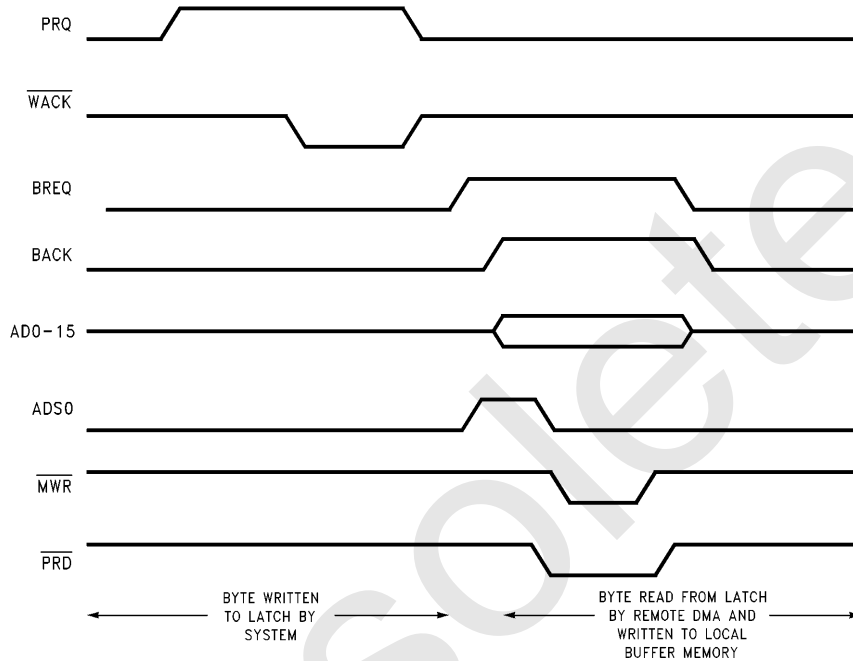 PRQ
WACK
BREQ
BACK
AD0-15
ADS0
MWR
PRD
BYTE WRITTEN
TO LATCH BY
SYSTEM
BYTE READ FROM LATCH
BY REMOTE DMA AND
WRITTEN TO LOCAL
BUFFER MEMORY
solete